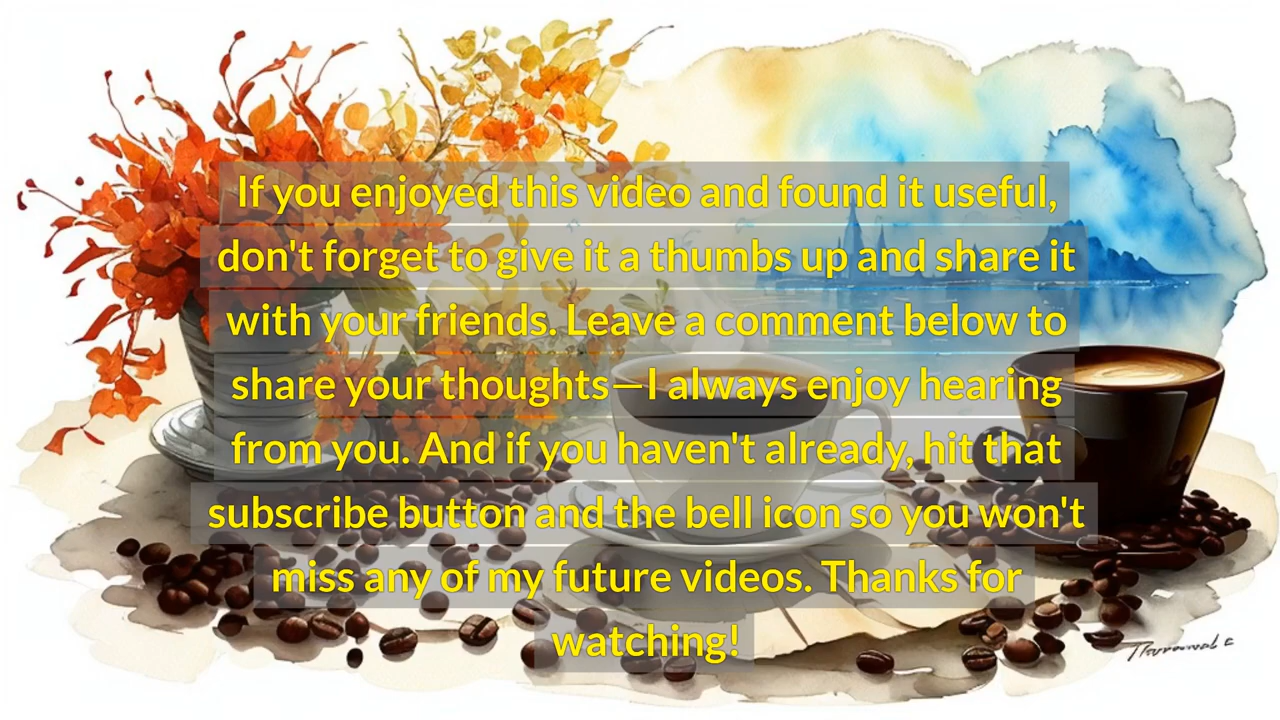 If you enjoyed this video and found it useful,
don't forget to give it a thumbs up and share it
with your friends. Leave a comment below to
share your thoughts—I always enjoy hearing
from you. And if you haven't already, hit that
subscribe button and the bell icon so you won't
miss any of my future videos. Thanks for
watching!